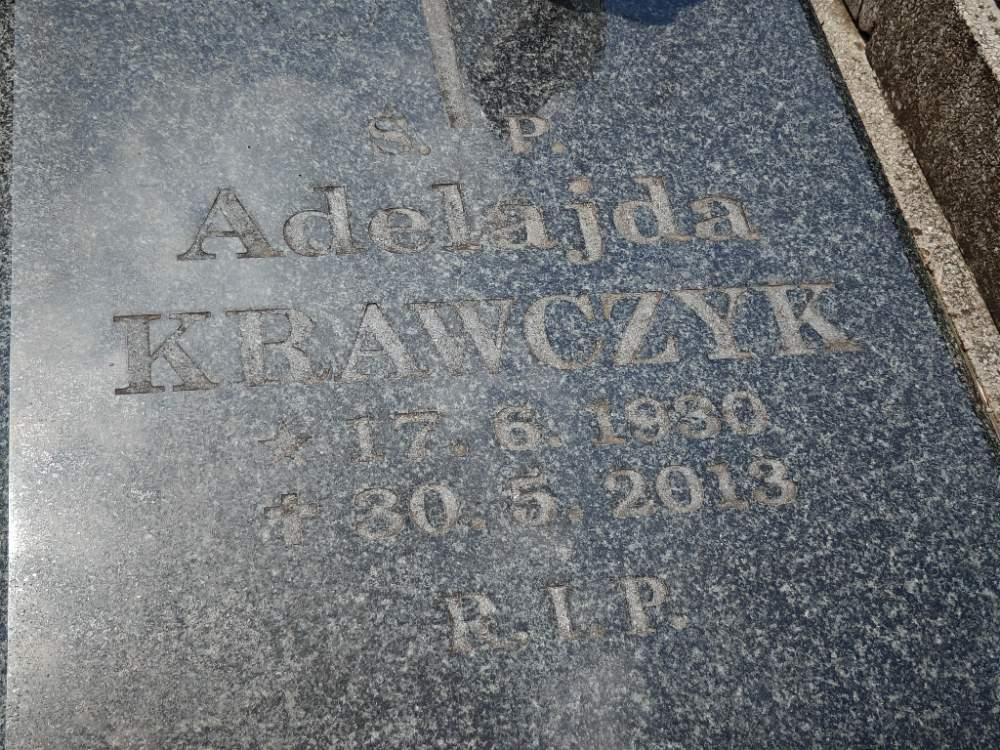 Ś. P.
Adelajda
KRAWCZYK
★ 17. 6. 1930
✝ 30. 5. 2013
R. I. P.